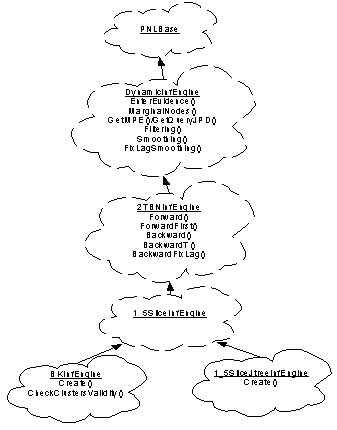 PNLBase
DynamicInfEngine
EnterEvidence()
MarginalNodes()
GetMPE()/GetQueryJPD()
Filtering()
Smoothing()
FixLagSmoothing()
2TBNInfEngine
Forward()
ForwardFirst()
Backward()
BackwardT()
BackwardFixLag()
1_5SliceInfEngine
BKInfEngine
Create()
CheckClustersValidity()
1_5SliceJtreeInfEngine
Create()